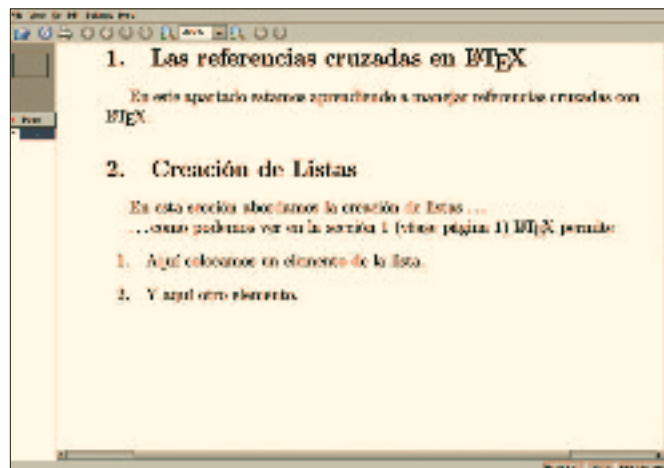 1. Las referencias cruzadas en LATEX
En este apartado estamos aprendiendo a manejar referencias cruzadas con
LATEX.
2. Creación de Listas
En esta sección abordamos la creación de listas ...
...como podemos ver en la sección 1 (véase página 1) LATEX permite:
1. Aquí colocamos un elemento de la lista.
2. Y aquí otro elemento.